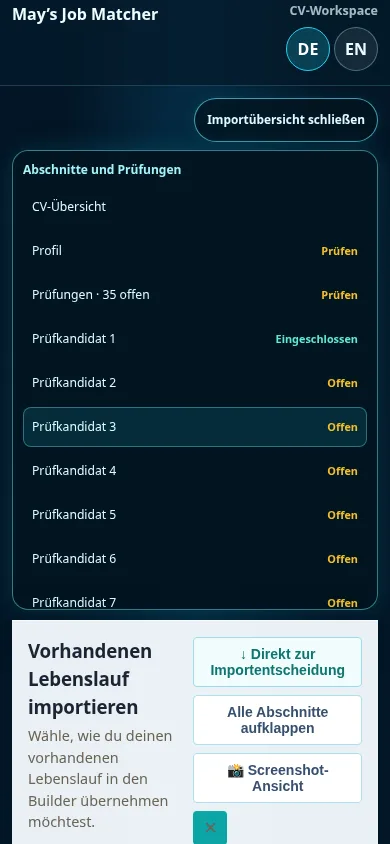 May’s Job Matcher
CV-Workspace
DE EN
Importübersicht schließen
Abschnitte und Prüfungen
CV-Übersicht
Profil Prüfen
Prüfungen · 35 offen Prüfen
Prüfkandidat 1 Eingeschlossen
Prüfkandidat 2 Offen
Prüfkandidat 3 Offen
Prüfkandidat 4 Offen
Prüfkandidat 5 Offen
Prüfkandidat 6 Offen
Prüfkandidat 7 Offen
Vorhandenen
Lebenslauf
importieren
Wähle, wie du deinen
vorhandenen
Lebenslauf in den
Builder übernehmen
möchtest.
↓ Direkt zur
Importentscheidung
Alle Abschnitte
aufklappen
📸 Screenshot-
Ansicht
✕